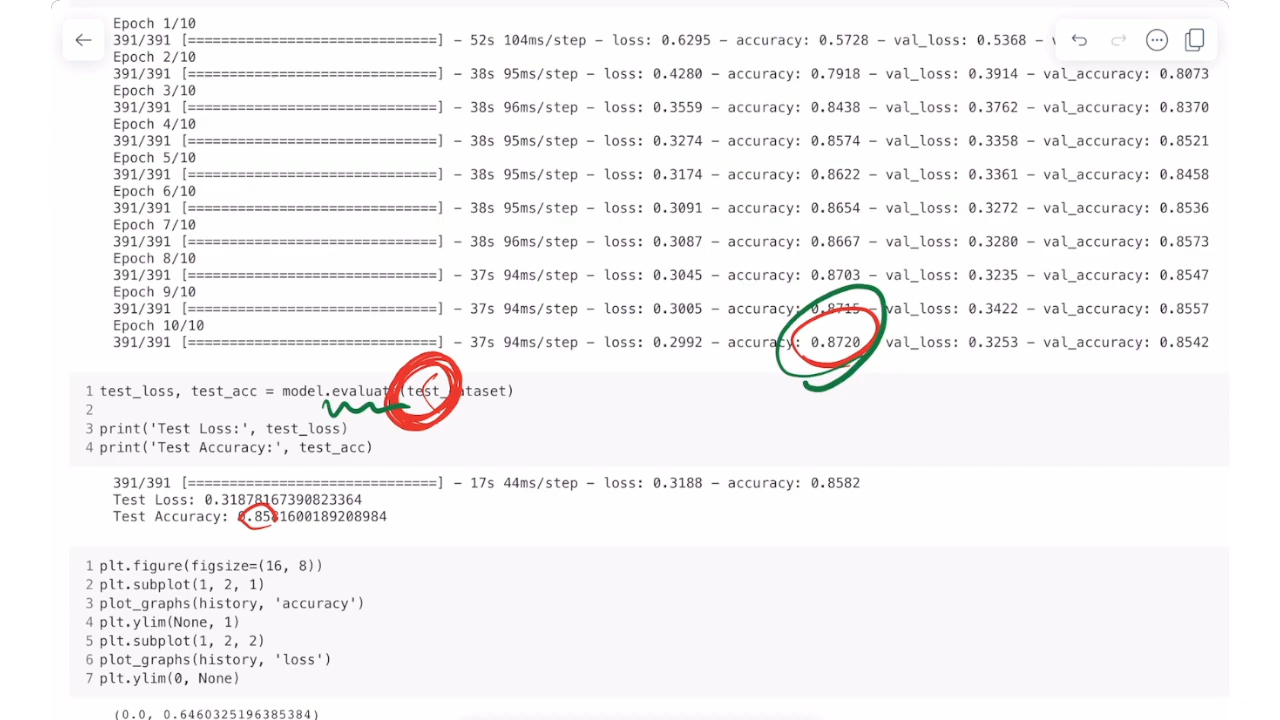 Epoch 1/10
391/391 [==============================] - 52s 104ms/step - loss: 0.6295 - accuracy: 0.5728 - val_loss: 0.5368 -
Epoch 2/10
391/391 [==============================] - 38s 95ms/step - loss: 0.4280 - accuracy: 0.7918 - val_loss: 0.3914 - val_accuracy: 0.8073
Epoch 3/10
391/391 [==============================] - 38s 96ms/step - loss: 0.3559 - accuracy: 0.8438 - val_loss: 0.3762 - val_accuracy: 0.8370
Epoch 4/10
391/391 [==============================] - 38s 95ms/step - loss: 0.3274 - accuracy: 0.8574 - val_loss: 0.3358 - val_accuracy: 0.8521
Epoch 5/10
391/391 [==============================] - 38s 95ms/step - loss: 0.3174 - accuracy: 0.8622 - val_loss: 0.3361 - val_accuracy: 0.8458
Epoch 6/10
391/391 [==============================] - 38s 95ms/step - loss: 0.3091 - accuracy: 0.8654 - val_loss: 0.3272 - val_accuracy: 0.8536
Epoch 7/10
391/391 [==============================] - 38s 96ms/step - loss: 0.3087 - accuracy: 0.8667 - val_loss: 0.3280 - val_accuracy: 0.8573
Epoch 8/10
391/391 [==============================] - 37s 94ms/step - loss: 0.3045 - accuracy: 0.8703 - val_loss: 0.3235 - val_accuracy: 0.8547
Epoch 9/10
391/391 [==============================] - 37s 94ms/step - loss: 0.3005 - accuracy: 0.8715 - val_loss: 0.3422 - val_accuracy: 0.8557
Epoch 10/10
391/391 [==============================] - 37s 94ms/step - loss: 0.2992 - accuracy: 0.8720 - val_loss: 0.3253 - val_accuracy: 0.8542
1 test_loss, test_acc = model.evaluate(test_dataset)
2
3 print('Test Loss:', test_loss)
4 print('Test Accuracy:', test_acc)
391/391 [==============================] - 17s 44ms/step - loss: 0.3188 - accuracy: 0.8582
Test Loss: 0.31878167390823364
Test Accuracy: 0.8581600189208984
1 plt.figure(figsize=(16, 8))
2 plt.subplot(1, 2, 1)
3 plot_graphs(history, 'accuracy')
4 plt.ylim(None, 1)
5 plt.subplot(1, 2, 2)
6 plot_graphs(history, 'loss')
7 plt.ylim(0, None)
(0.0, 0.6460325196385384)